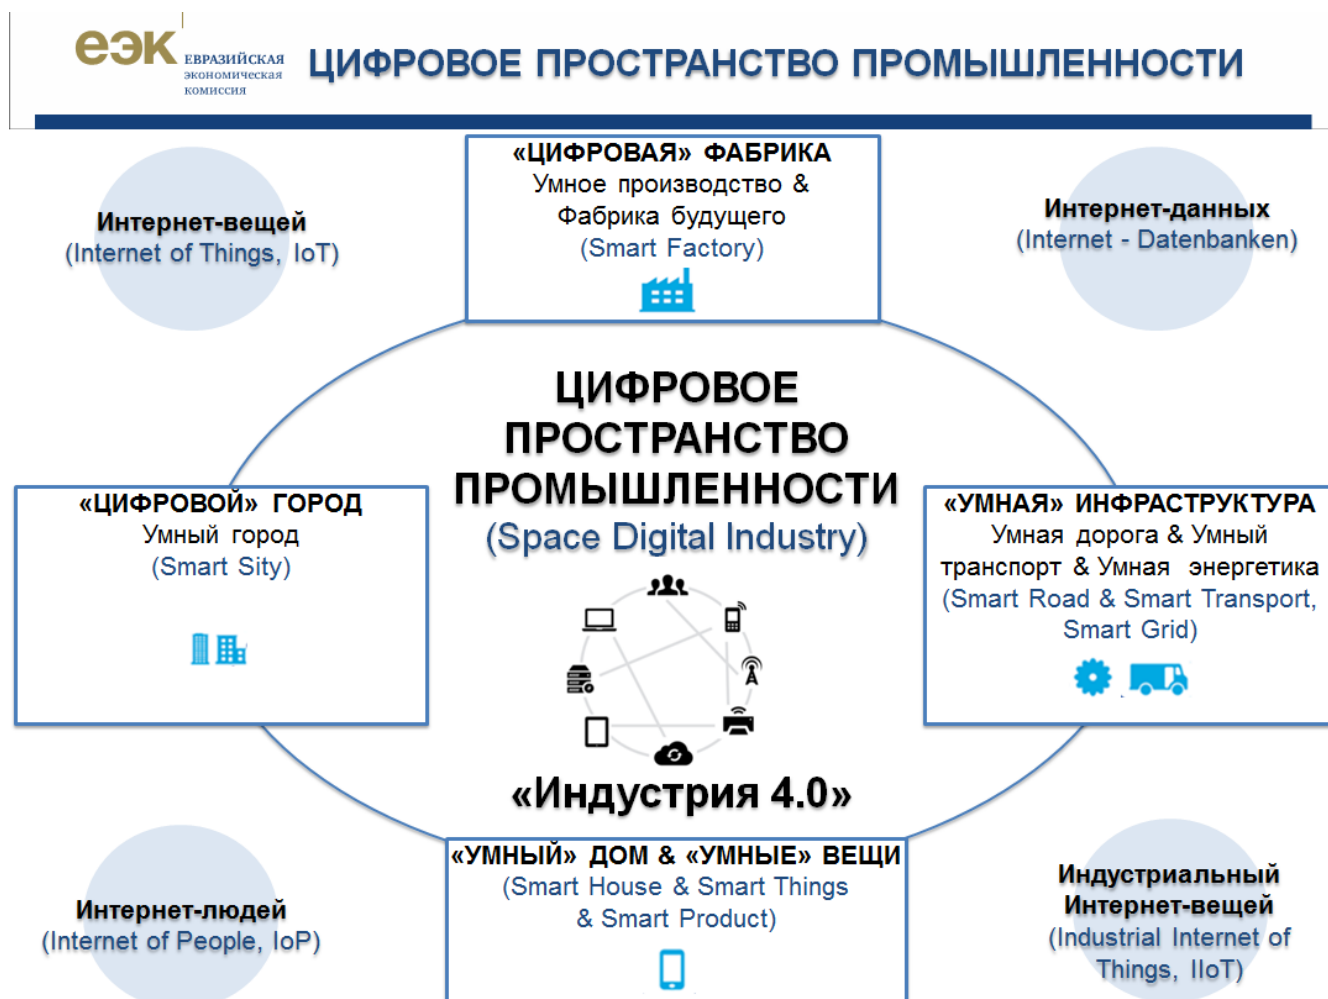 еэк ЕВРАЗИЙСКАЯ
экономическая
комиссия
ЦИФРОВОЕ ПРОСТРАНСТВО ПРОМЫШЛЕННОСТИ
Интернет-вещей
(Internet of Things, IoT)
«ЦИФРОВАЯ» ФАБРИКА
Умное производство &
Фабрика будущего
(Smart Factory)
Интернет-данных
(Internet - Datenbanken)
ЦИФРОВОЕ
ПРОСТРАНСТВО
ПРОМЫШЛЕННОСТИ
(Space Digital Industry)
«Индустрия 4.0»
«ЦИФРОВОЙ» ГОРОД
Умный город
(Smart Sity)
«УМНАЯ» ИНФРАСТРУКТУРА
Умная дорога & Умный
транспорт & Умная энергетика
(Smart Road & Smart Transport,
Smart Grid)
Интернет-людей
(Internet of People, IoP)
«УМНЫЙ» ДОМ & «УМНЫЕ» ВЕЩИ
(Smart House & Smart Things
& Smart Product)
Индустриальный
Интернет-вещей
(Industrial Internet of
Things, IIoT)